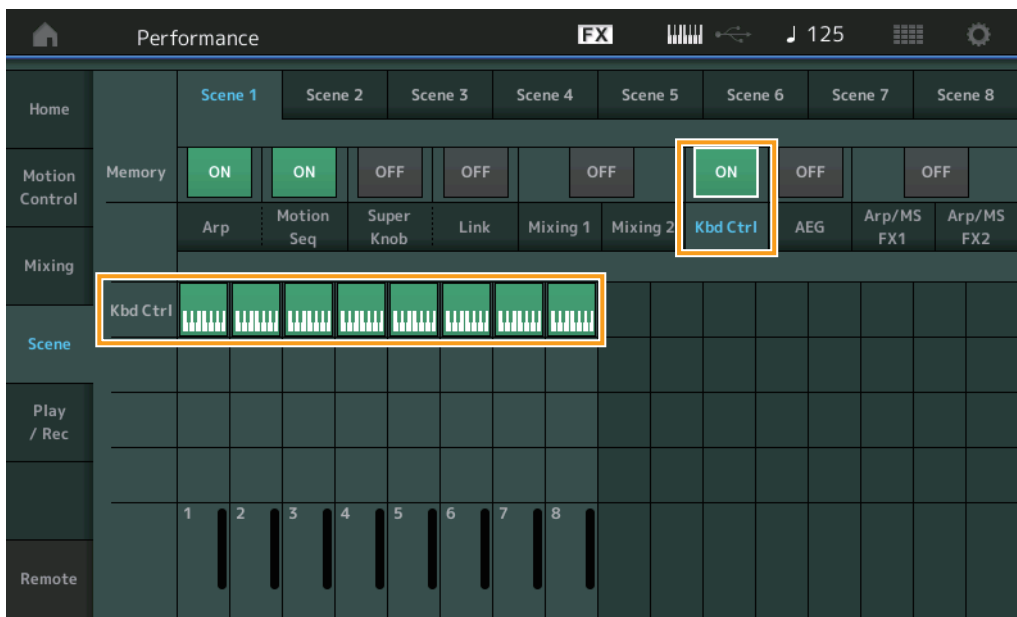 Performance
FX
♩ 125
Home
Motion
Control
Mixing
Scene
Play
/ Rec
Remote
Scene 1 Scene 2 Scene 3 Scene 4 Scene 5 Scene 6 Scene 7 Scene 8
Memory ON ON OFF OFF OFF ON OFF OFF
Arp Motion
Seq Super
Knob Link Mixing 1 Mixing 2 Kbd Ctrl AEG Arp/MS
FX1 Arp/MS
FX2
Kbd Ctrl
1 2 3 4 5 6 7 8